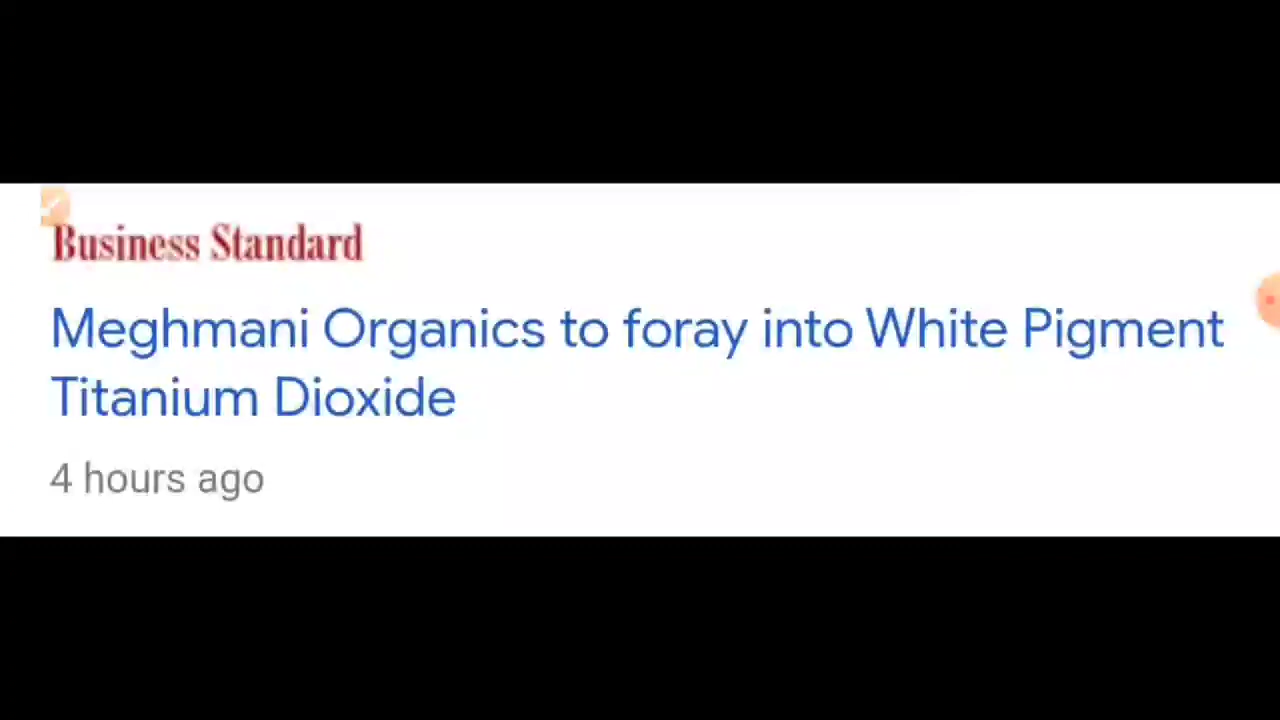 Business Standard
Meghmani Organics to foray into White Pigment
Titanium Dioxide
4 hours ago